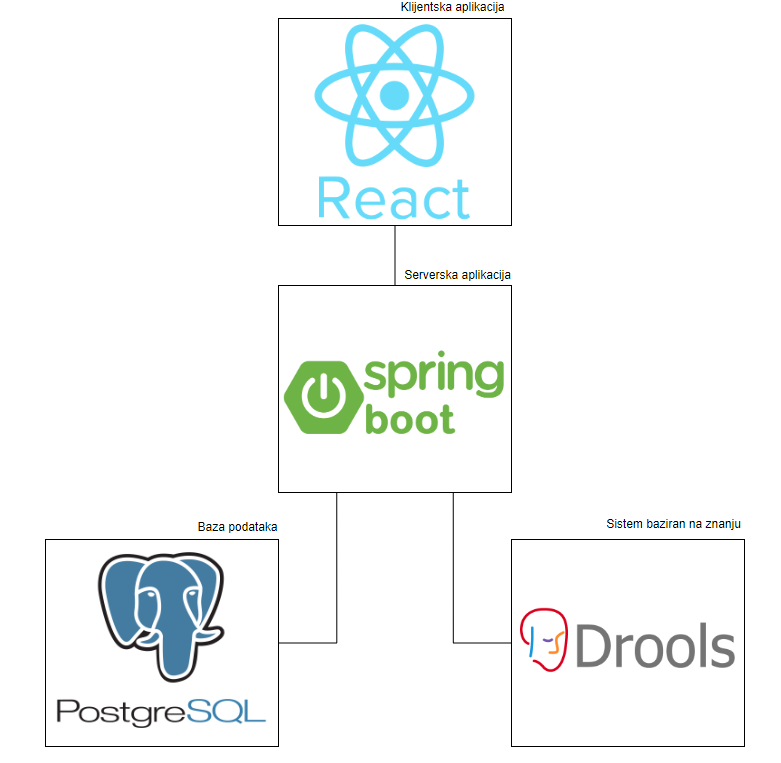 Klijentska aplikacija
React
Serverska aplikacija
spring
boot
Baza podataka
PostgreSQL
Sistem baziran na znanju
Drools